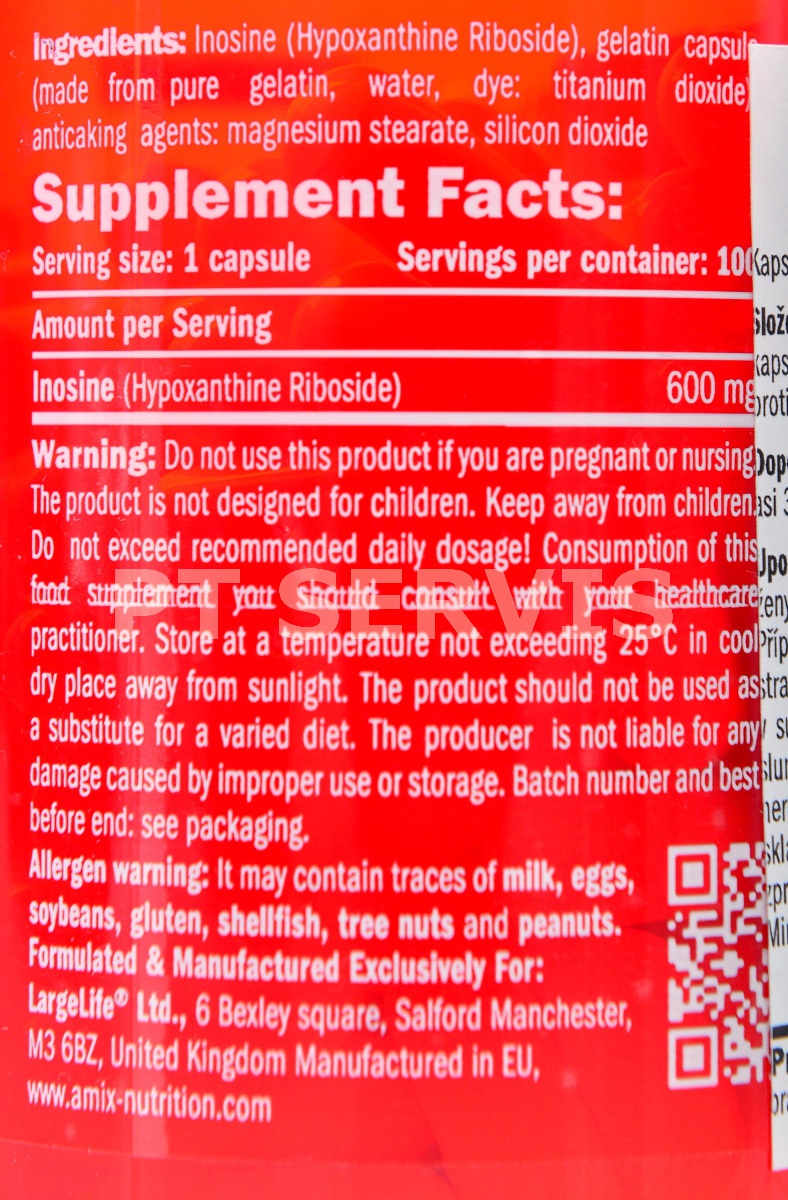 Ingredients: Inosine (Hypoxanthine Riboside), gelatin capsule
(made from pure gelatin, water, dye: titanium dioxide)
anticaking agents: magnesium stearate, silicon dioxide
Supplement Facts:
Serving size: 1 capsule Servings per container: 100
Amount per Serving
Inosine (Hypoxanthine Riboside) 600 mg
Warning: Do not use this product if you are pregnant or nursing.
The product is not designed for children. Keep away from children.
Do not exceed recommended daily dosage! Consumption of this
food supplement you should consult with your healthcare
PT SERVIS
practitioner. Store at a temperature not exceeding 25°C in cool
dry place away from sunlight. The product should not be used as
a substitute for a varied diet. The producer is not liable for any
damage caused by improper use or storage. Batch number and best
before end: see packaging.
Allergen warning: It may contain traces of milk, eggs,
soybeans, gluten, shellfish, tree nuts and peanuts.
Formulated & Manufactured Exclusively For:
LargeLife® Ltd., 6 Bexley square, Salford Manchester,
M3 6BZ, United Kingdom Manufactured in EU,
www.amix-nutrition.com